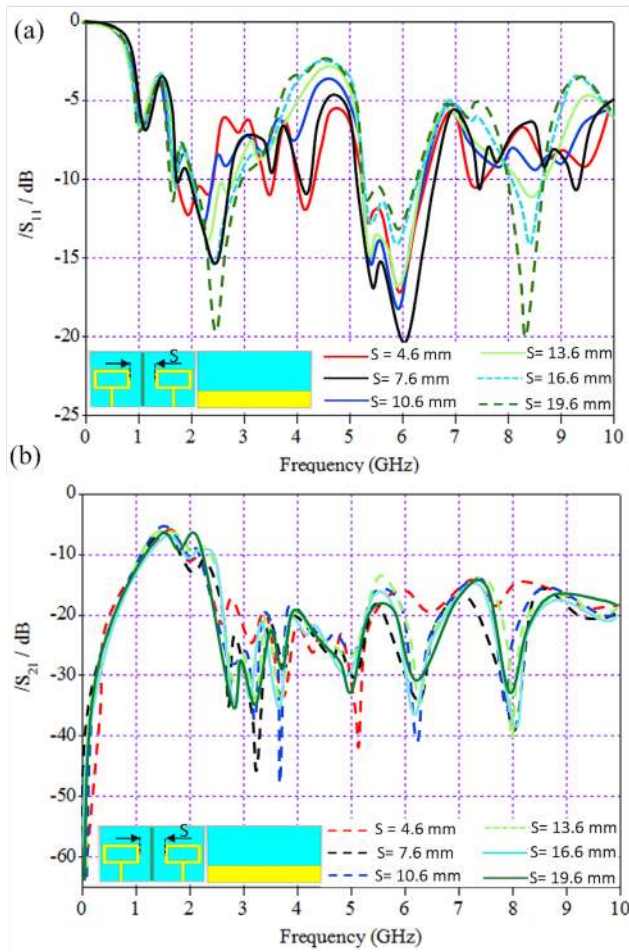 (a)
0
-5
-10
-15
-20
-25
/S11 / dB
S
S = 4.6 mm
S= 7.6 mm
S= 10.6 mm
S= 13.6 mm
S= 16.6 mm
S= 19.6 mm
0 1 2 3 4 5 6 7 8 9 10
Frequency (GHz)
(b)
0
-10
-20
-30
-40
-50
-60
/S21 / dB
S
S = 4.6 mm
S= 7.6 mm
S= 10.6 mm
S= 13.6 mm
S= 16.6 mm
S= 19.6 mm
0 1 2 3 4 5 6 7 8 9 10
Frequency (GHz)